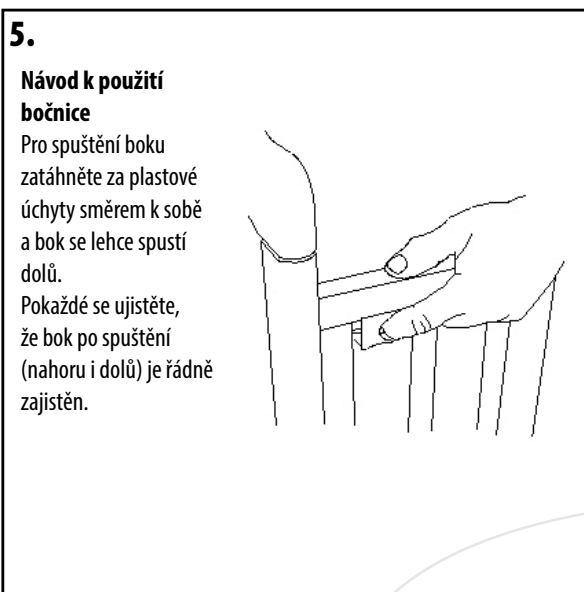 5.
Návod k použití
bočnice
Pro spuštění boku
zatáhněte za plastové
úchyty směrem k sobě
a bok se lehce spustí
dolů.
Pokaždé se ujistěte,
že bok po spuštění
(nahoru i dolů) je řádně
zajistěn.